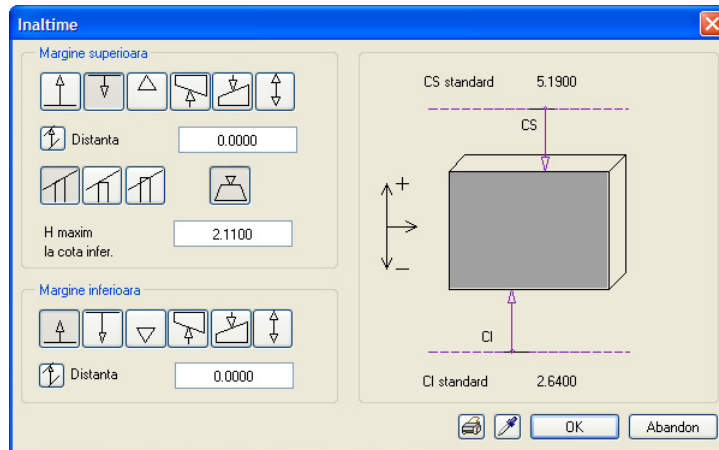 Inaltime
Margine superioara
Distanta 0.0000
H maxim 2.1100
la cota infer.
Margine inferioara
Distanta 0.0000
CS standard 5.1900
CS
+
–
CI
CI standard 2.6400
OK Abandon